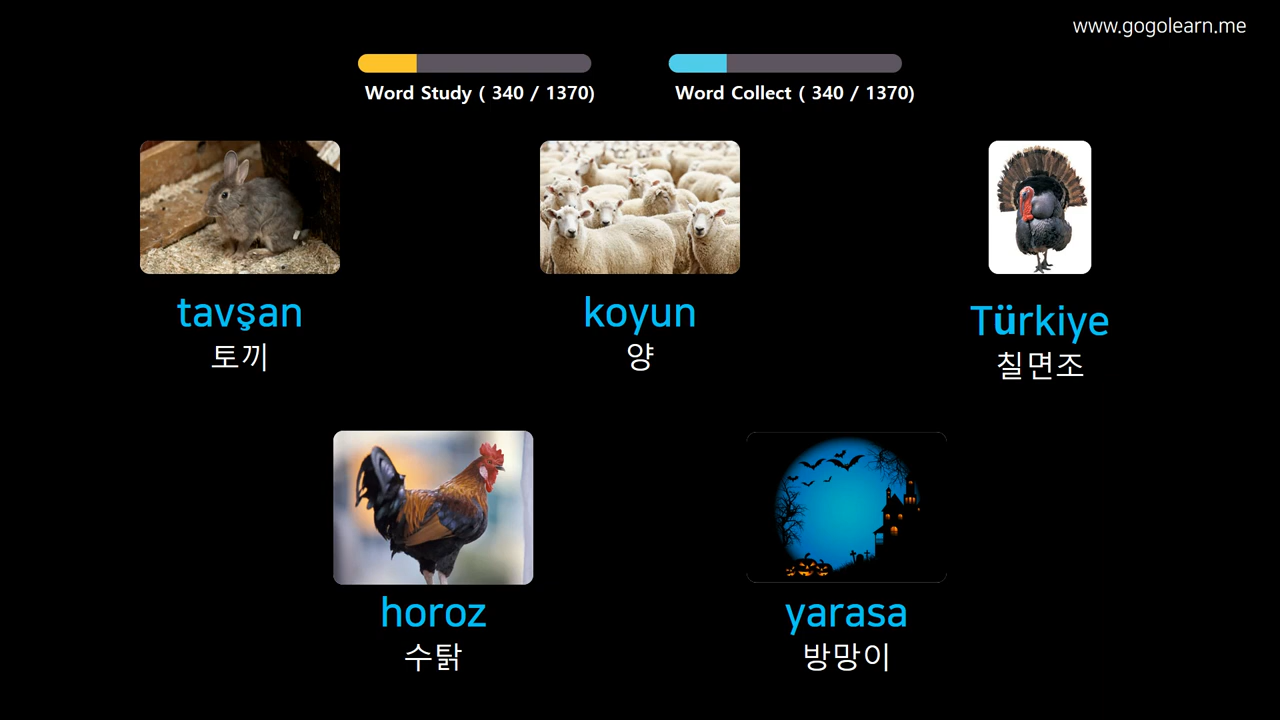 www.gogolearn.me
Word Study ( 340 / 1370)
Word Collect ( 340 / 1370)
tavşan
토끼
koyun
양
Türkiye
칠면조
horoz
수탉
yarasa
방망이